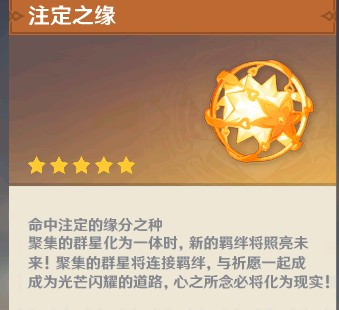 注定之缘
命中注定的缘分之种
聚集的群星化为一体时，新的羁绊将照亮未
来！聚集的群星将连接羁绊，与祈愿一起成
成为光芒闪耀的道路，心之所念必将化为现实！